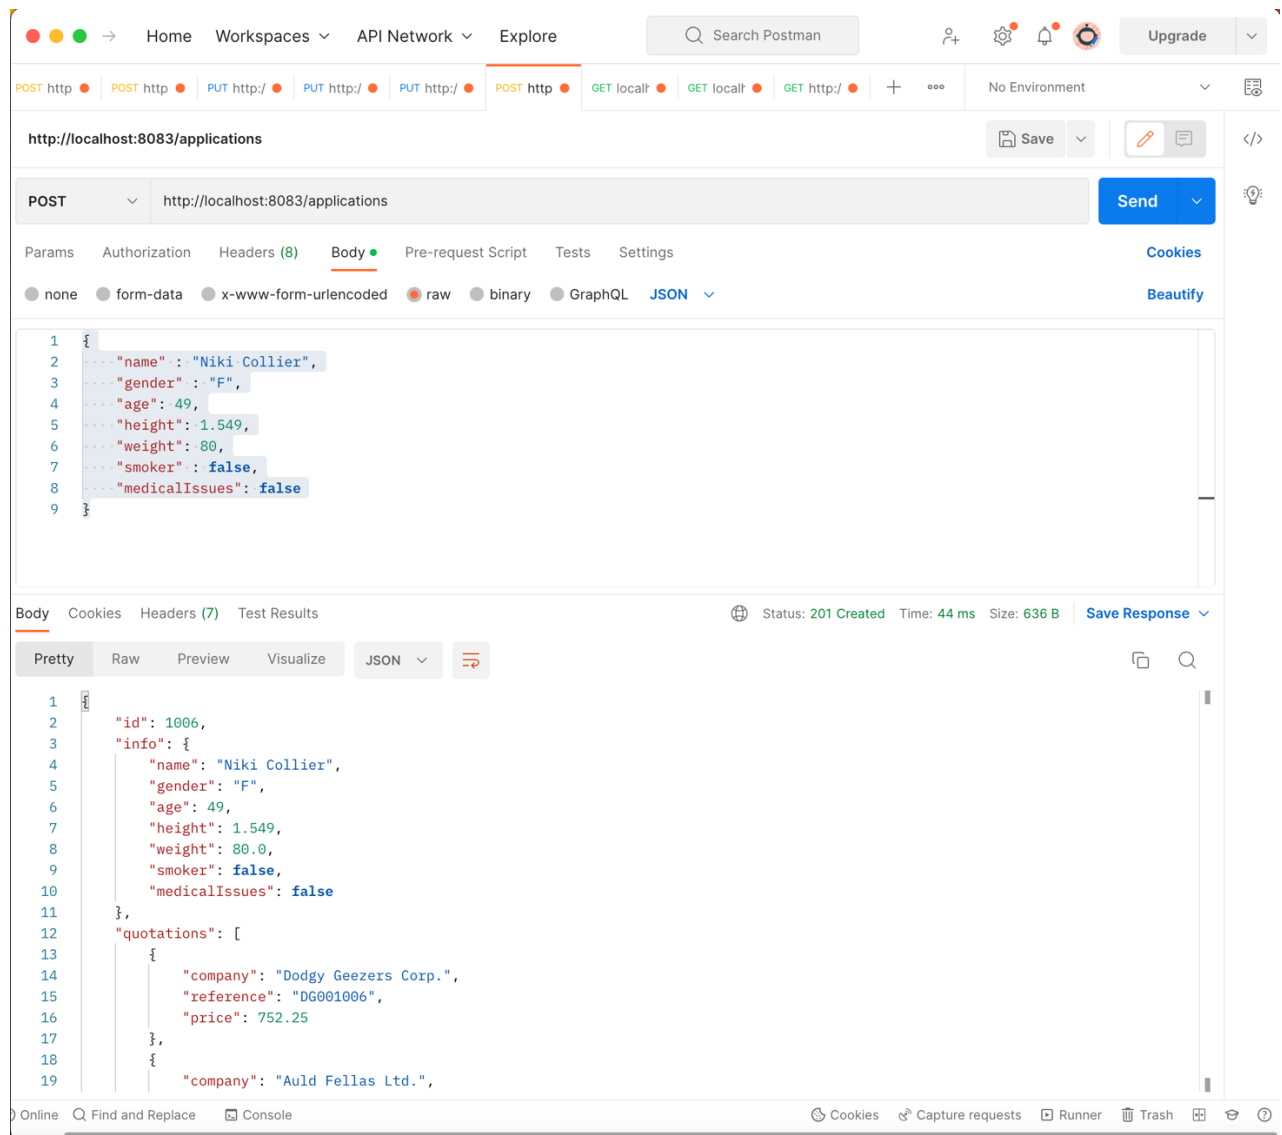 Home Workspaces API Network Explore Search Postman Upgrade
POST http POST http PUT http:/ PUT http:/ PUT http:/ POST http GET localh GET localh GET http:/ No Environment
http://localhost:8083/applications Save
POST http://localhost:8083/applications Send
Params Authorization Headers (8) Body Pre-request Script Tests Settings Cookies
none form-data x-www-form-urlencoded raw binary GraphQL JSON Beautify
1 {
2 "name" : "Niki Collier",
3 "gender" : "F",
4 "age": 49,
5 "height": 1.549,
6 "weight": 80,
7 "smoker" : false,
8 "medicalIssues": false
9 }
Body Cookies Headers (7) Test Results Status: 201 Created Time: 44 ms Size: 636 B Save Response
Pretty Raw Preview Visualize JSON
1 {
2 "id": 1006,
3 "info": {
4 "name": "Niki Collier",
5 "gender": "F",
6 "age": 49,
7 "height": 1.549,
8 "weight": 80.0,
9 "smoker": false,
10 "medicalIssues": false
11 },
12 "quotations": [
13 {
14 "company": "Dodgy Geezers Corp.",
15 "reference": "DG001006",
16 "price": 752.25
17 },
18 {
19 "company": "Auld Fellas Ltd.",
Online Find and Replace Console Cookies Capture requests Runner Trash